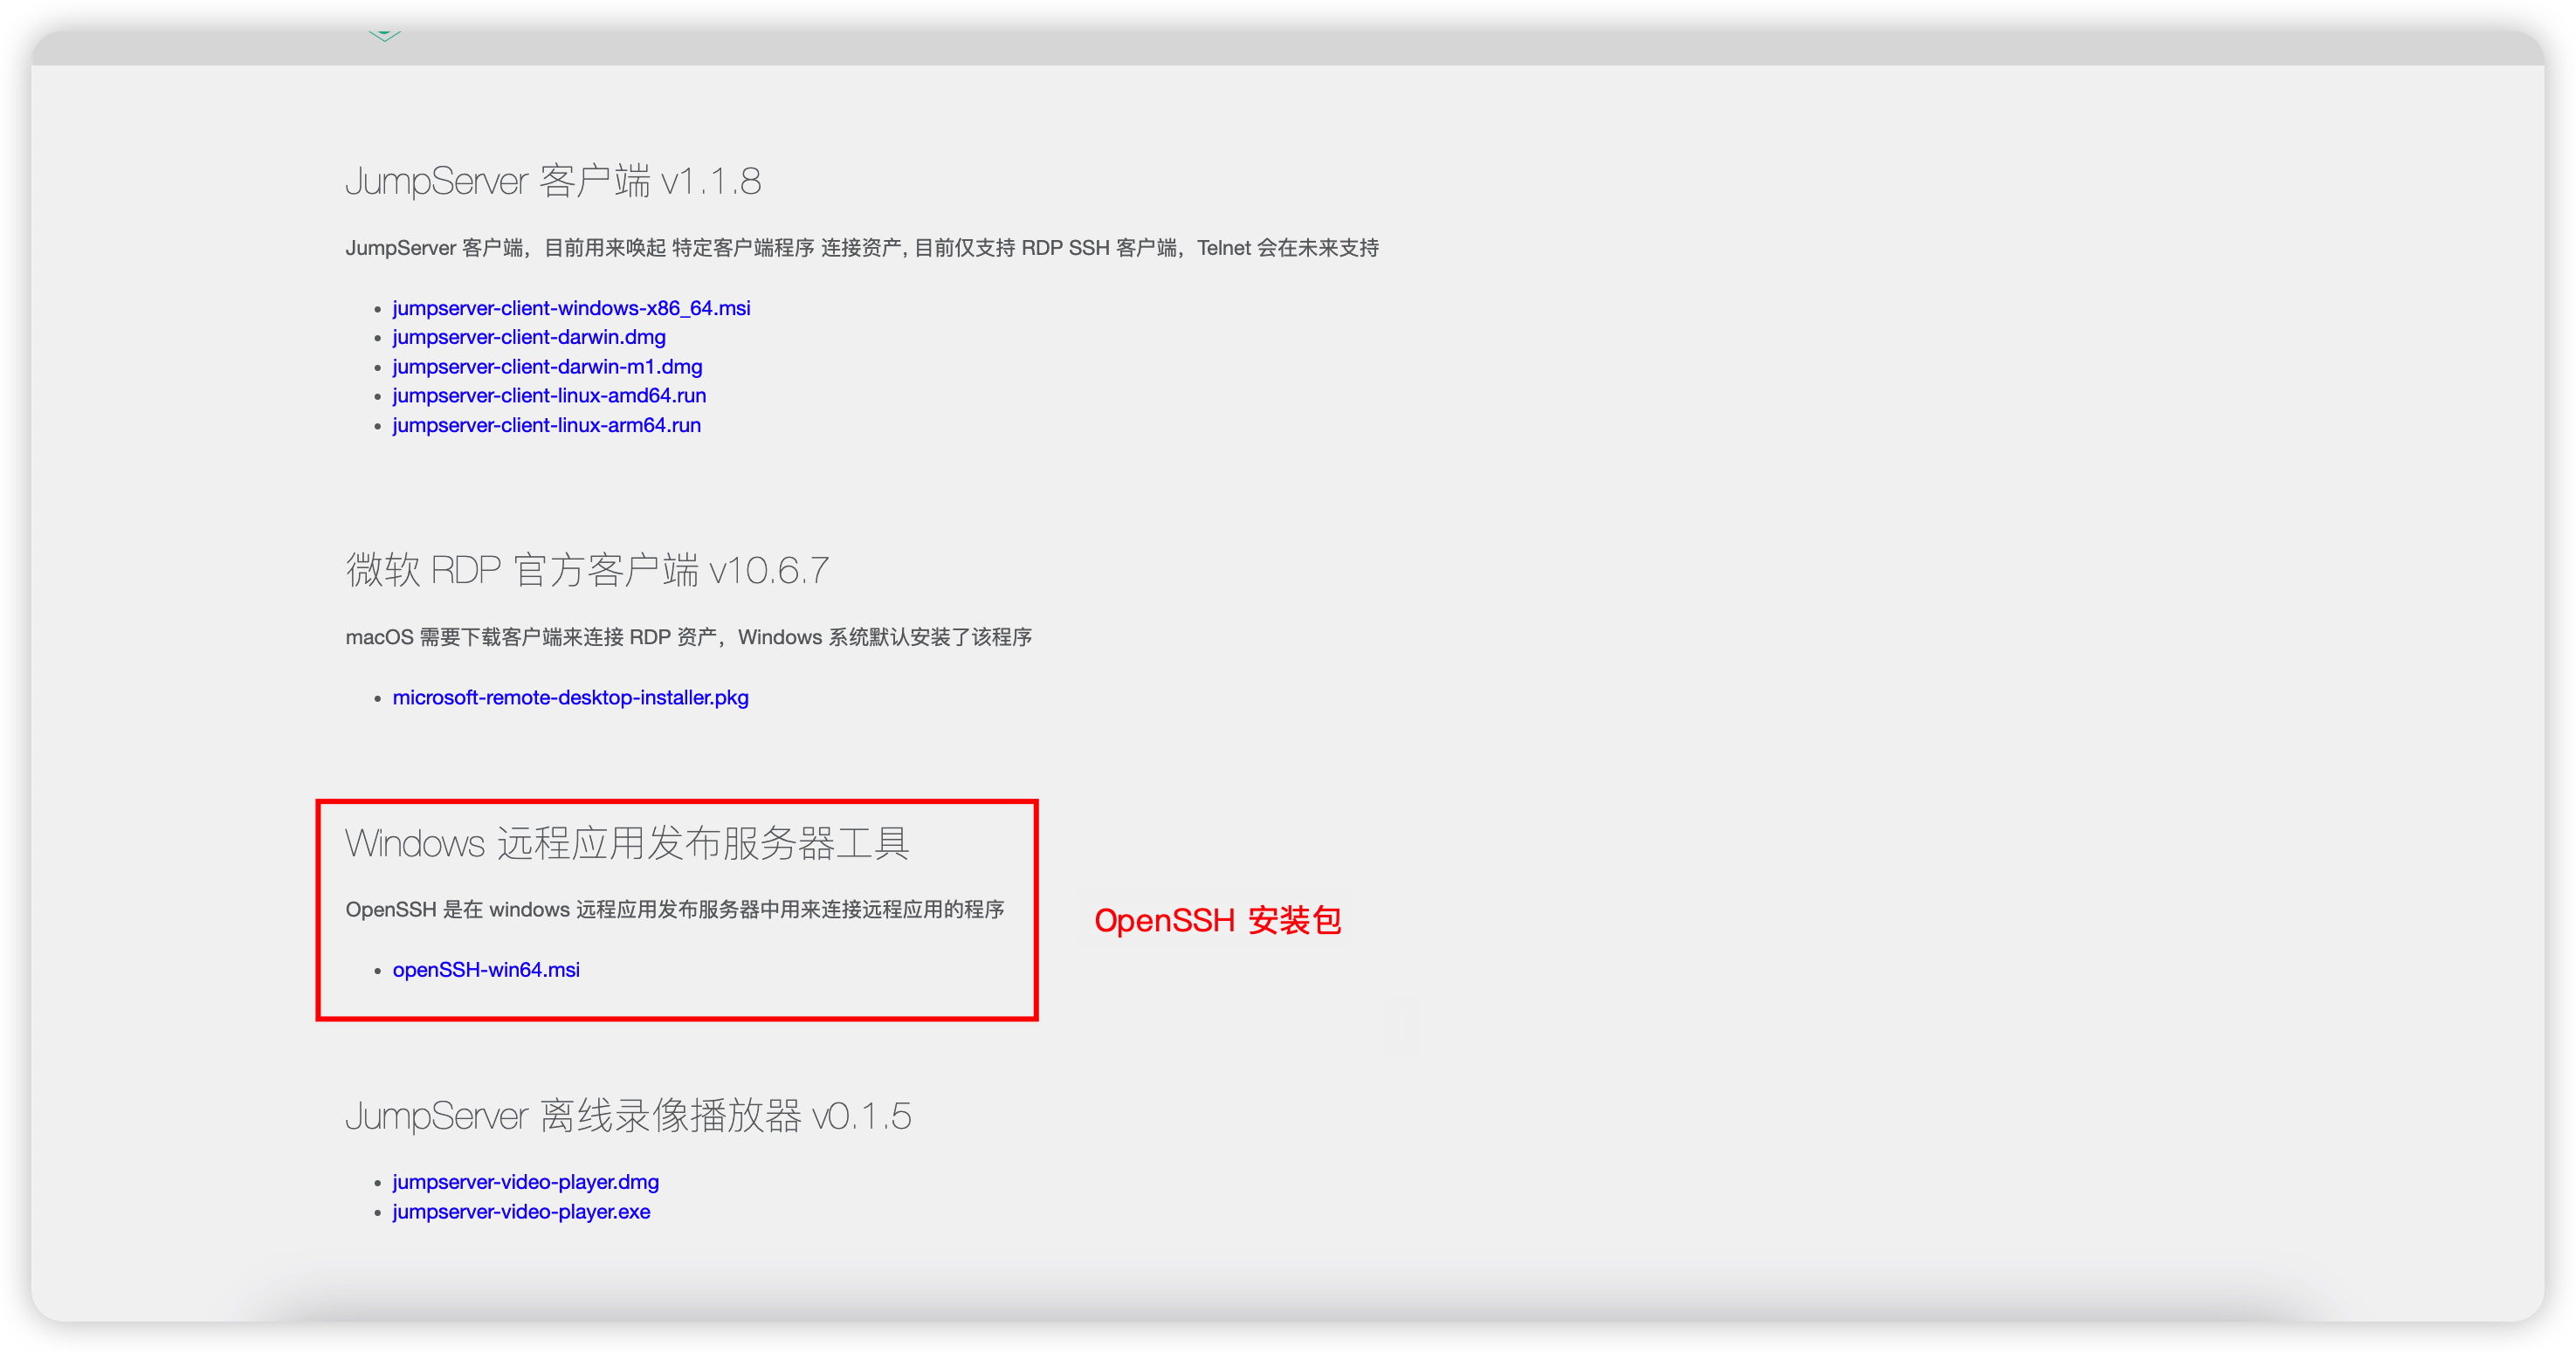 JumpServer 客户端 v1.1.8
JumpServer 客户端，目前用来唤起 特定客户端程序 连接资产, 目前仅支持 RDP SSH 客户端，Telnet 会在未来支持
jumpserver-client-windows-x86_64.msi
jumpserver-client-darwin.dmg
jumpserver-client-darwin-m1.dmg
jumpserver-client-linux-amd64.run
jumpserver-client-linux-arm64.run
微软 RDP 官方客户端 v10.6.7
macOS 需要下载客户端来连接 RDP 资产，Windows 系统默认安装了该程序
microsoft-remote-desktop-installer.pkg
Windows 远程应用发布服务器工具
OpenSSH 是在 windows 远程应用发布服务器中用来连接远程应用的程序
OpenSSH 安装包
openSSH-win64.msi
JumpServer 离线录像播放器 v0.1.5
jumpserver-video-player.dmg
jumpserver-video-player.exe